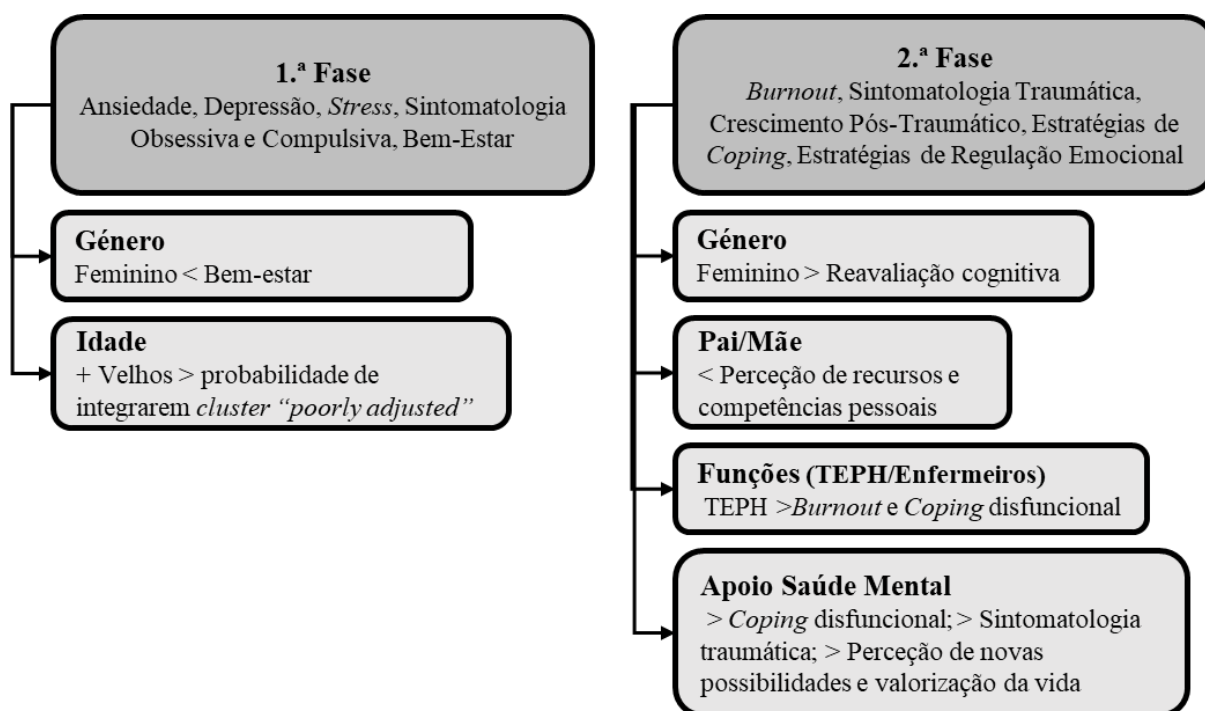 1.ª Fase
Ansiedade, Depressão, Stress, Sintomatologia
Obsessiva e Compulsiva, Bem-Estar
Género
Feminino < Bem-estar
Idade
+ Velhos > probabilidade de
integrarem cluster “poorly adjusted”
2.ª Fase
Burnout, Sintomatologia Traumática,
Crescimento Pós-Traumático, Estratégias de
Coping, Estratégias de Regulação Emocional
Género
Feminino > Reavaliação cognitiva
Pai/Mãe
< Perceção de recursos e
competências pessoais
Funções (TEPH/Enfermeiros)
TEPH >Burnout e Coping disfuncional
Apoio Saúde Mental
> Coping disfuncional; > Sintomatologia
traumática; > Perceção de novas
possibilidades e valorização da vida